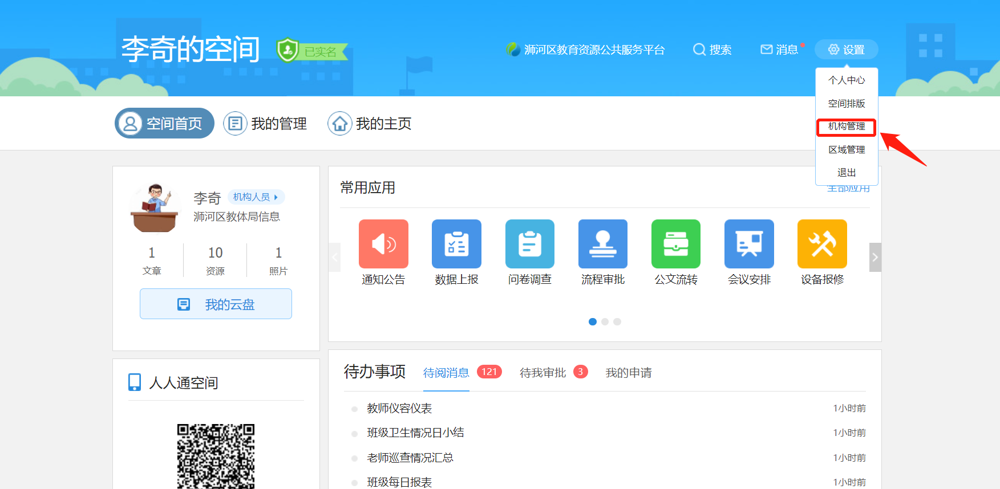 李奇的空间
已实名
浉河区教育资源公共服务平台
搜索
消息
设置
个人中心
空间排版
机构管理
区域管理
退出
空间首页
我的管理
我的主页
李奇
机构人员
浉河区教体局信息
1
文章
10
资源
1
照片
我的云盘
人人通空间
常用应用
全部应用
通知公告
数据上报
问卷调查
流程审批
公文流转
会议安排
设备报修
待办事项
待阅消息 121
待我审批 3
我的申请
教师仪容仪表 1小时前
班级卫生情况日小结 1小时前
老师巡查情况汇总 1小时前
班级每日报表 1小时前